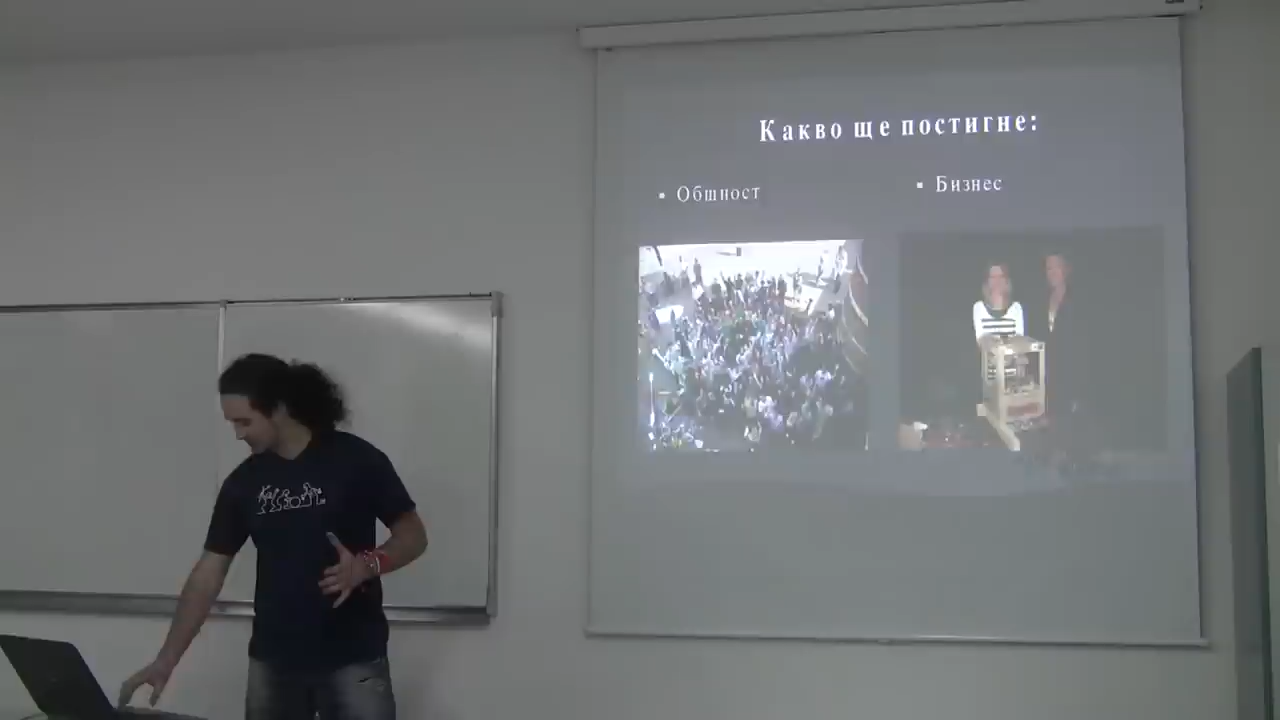 Какво ще постигне:
▪ Общност
▪ Бизнес